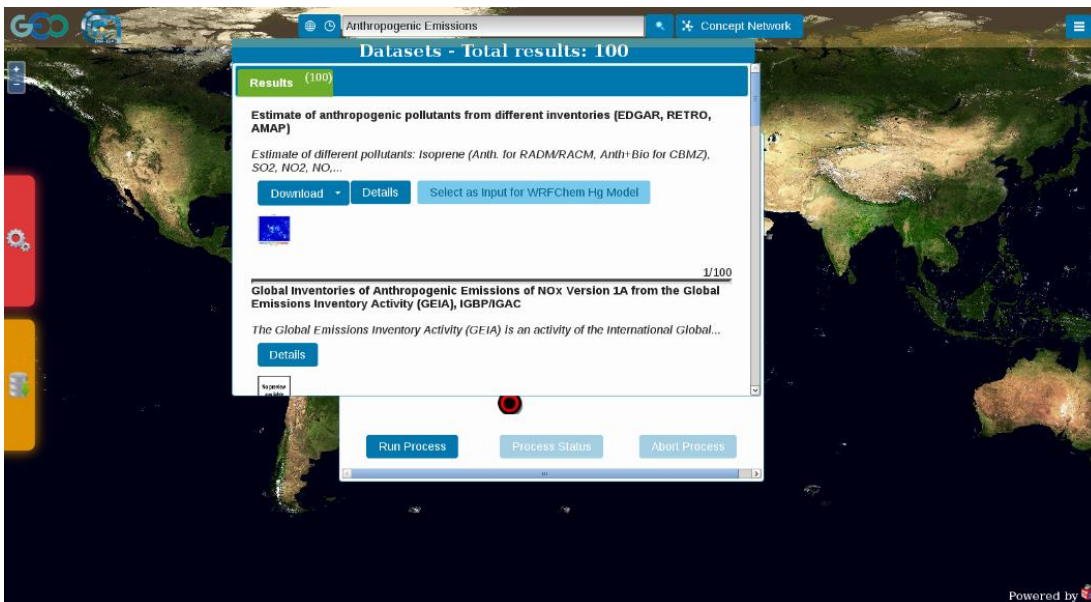 GEO
Anthropogenic Emissions
Concept Network
Datasets - Total results: 100
Results (100)
Estimate of anthropogenic pollutants from different inventories (EDGAR, RETRO,
AMAP)
Estimate of different pollutants: Isoprene (Anth. for RADM/RACM, Anth+Bio for CBMZ),
SO2, NO2, NO,...
Download Details Select as Input for WRFChem Hg Model
1/100
Global Inventories of Anthropogenic Emissions of NOx Version 1A from the Global
Emissions Inventory Activity (GEIA), IGBP/IGAC
The Global Emissions Inventory Activity (GEIA) is an activity of the International Global...
Details
No preview
Run Process Process Status Abort Process
Powered by